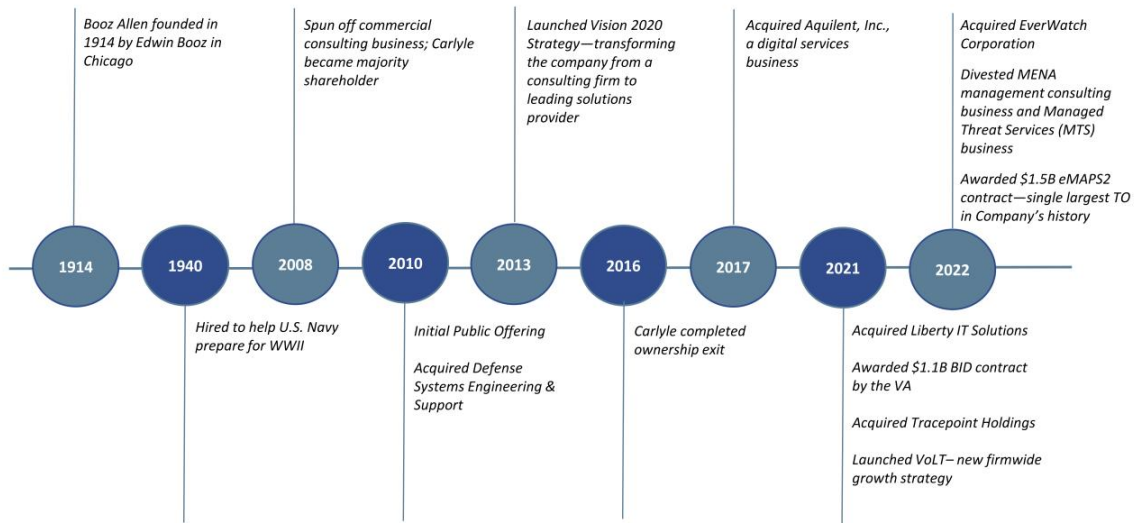 Booz Allen founded in
1914 by Edwin Booz in
Chicago
Spun off commercial
consulting business; Carlyle
became majority
shareholder
Launched Vision 2020
Strategy—transforming
the company from a
consulting firm to
leading solutions
provider
Acquired Aquilent, Inc.,
a digital services
business
Acquired EverWatch
Corporation
Divested MENA
management consulting
business and Managed
Threat Services (MTS)
business
Awarded $1.5B eMAPS2
contract—single largest TO
in Company’s history
1914
1940
2008
2010
2013
2016
2017
2021
2022
Hired to help U.S. Navy
prepare for WWII
Initial Public Offering
Acquired Defense
Systems Engineering &
Support
Carlyle completed
ownership exit
Acquired Liberty IT Solutions
Awarded $1.1B BID contract
by the VA
Acquired Tracepoint Holdings
Launched VoLT– new firmwide
growth strategy